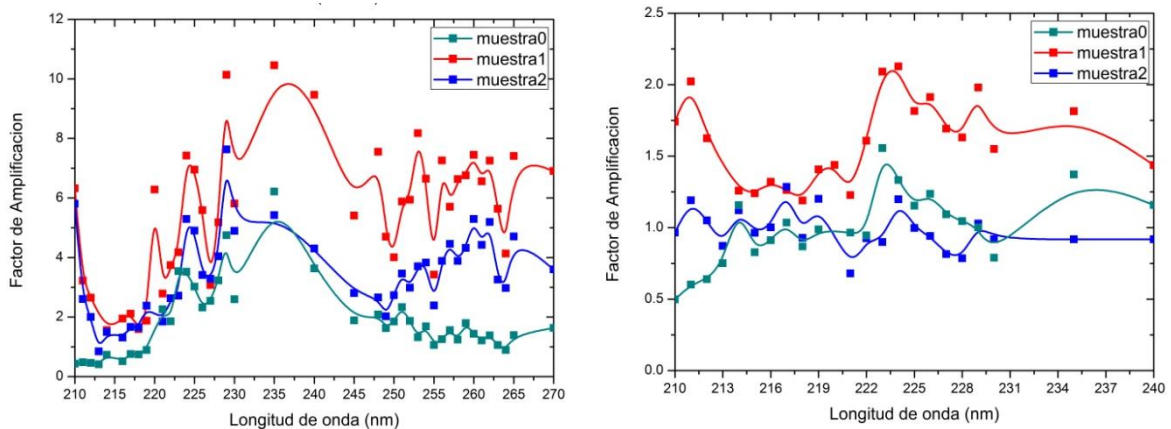 12
10
8
6
4
2
0
Factor de Amplificacion
muestra0
muestra1
muestra2
210 215 220 225 230 235 240 245 250 255 260 265 270
Longitud de onda (nm)
2.5
2.0
1.5
1.0
0.5
0.0
Factor de Amplificacion
muestra0
muestra1
muestra2
210 213 216 219 222 225 228 231 234 237 240
Longitud de onda (nm)